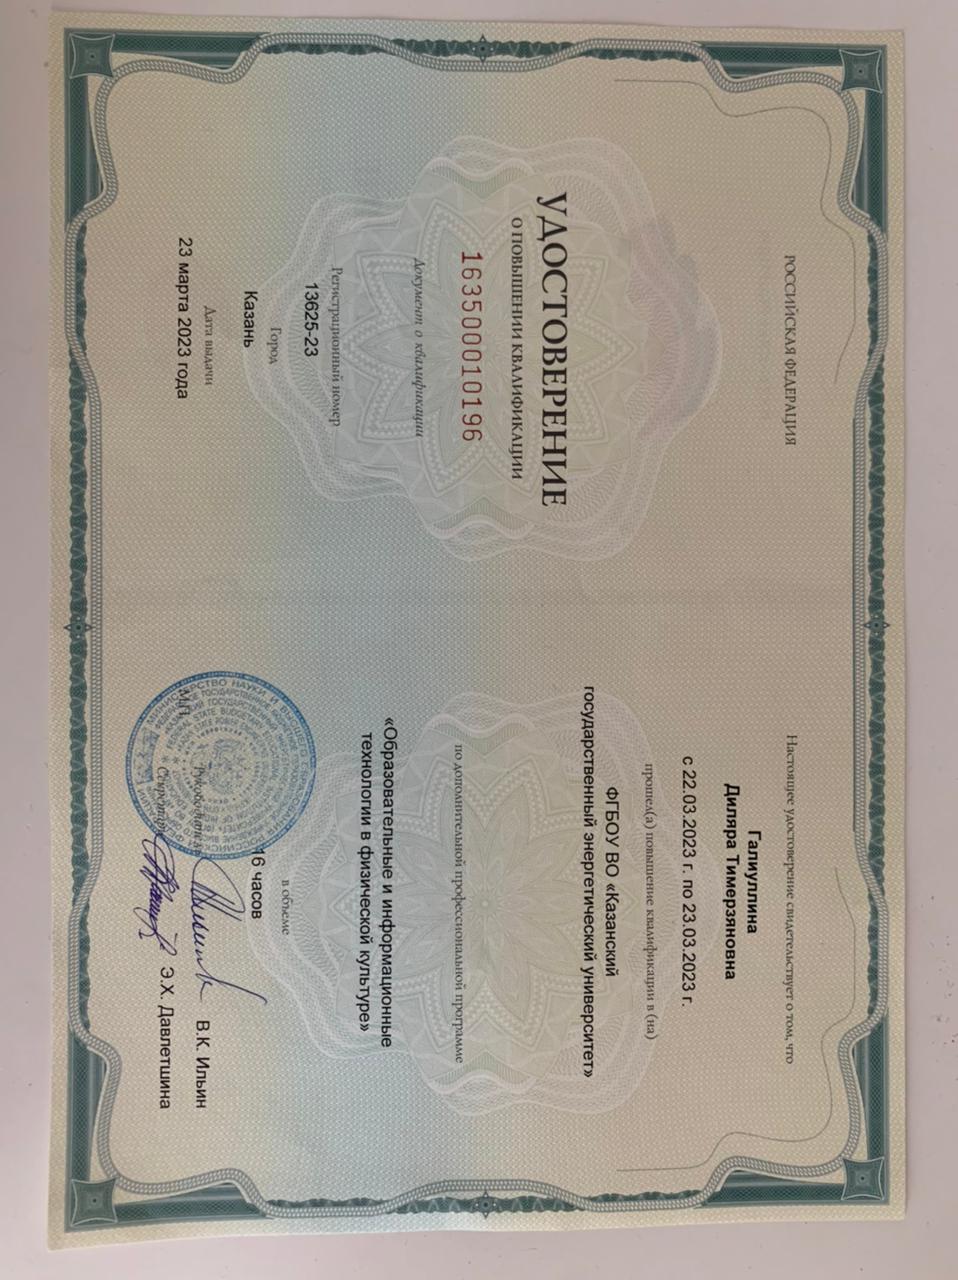 РОССИЙСКАЯ ФЕДЕРАЦИЯ
УДОСТОВЕРЕНИЕ
О ПОВЫШЕНИИ КВАЛИФИКАЦИИ
163500010196
Документ о квалификации
Регистрационный номер
13625-23
Город
Казань
Дата выдачи
23 марта 2023 года
Настоящее удостоверение свидетельствует о том, что
Галиуллина
Диляра Тимерзяновна
с 22.03.2023 г. по 23.03.2023 г.
прошел(а) повышение квалификации в (на)
ФГБОУ ВО «Казанский
государственный энергетический университет»
по дополнительной профессиональной программе
«Образовательные и информационные
технологии в физической культуре»
в объеме
16 часов
Руководитель
В.К. Ильин
М.П.
Секретарь
Э.Х. Давлетшина